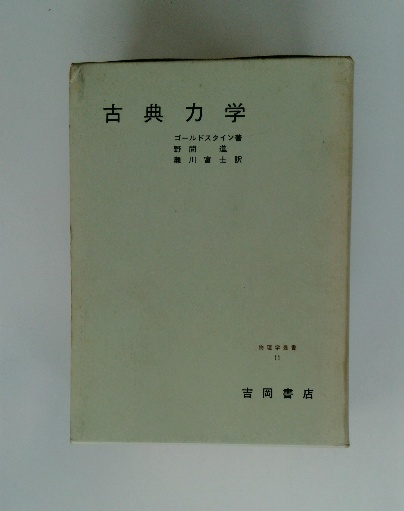 古典力学
ゴールドスタイン著
野間 進
瀬川富士訳
物理学叢書
11
吉岡書店